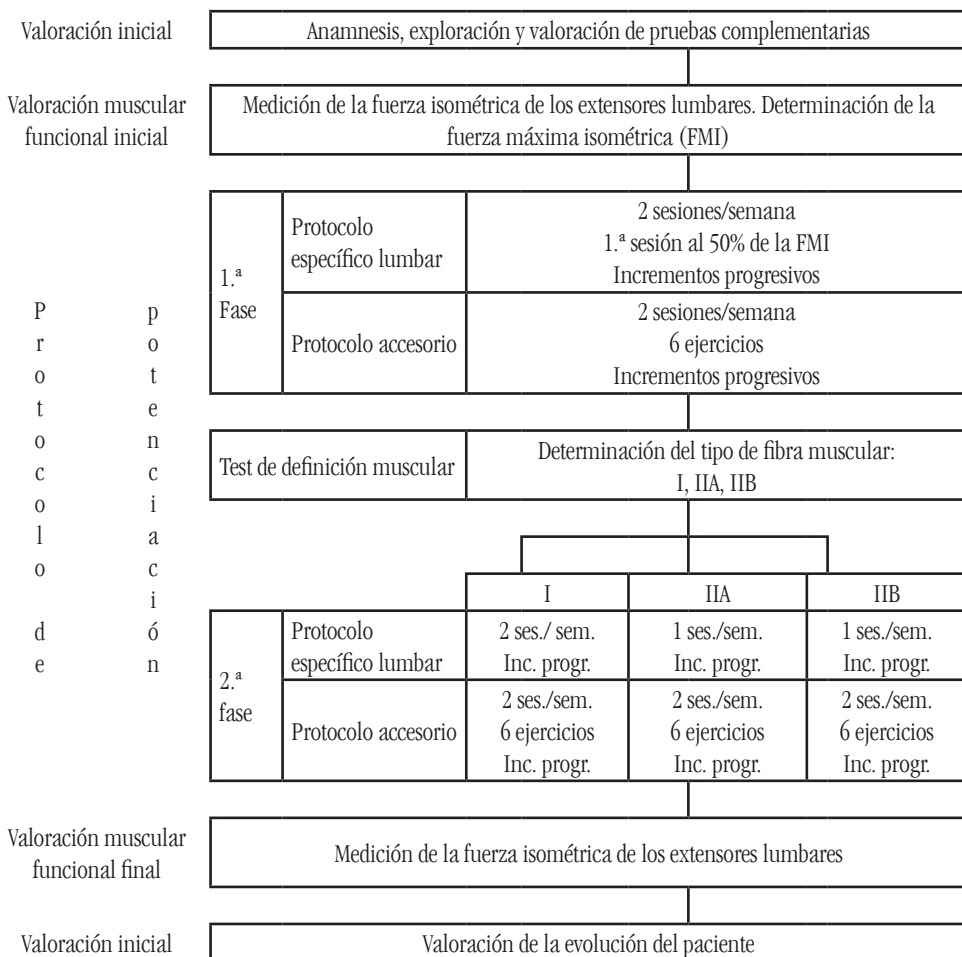 Valoración inicial
Anamnesis, exploración y valoración de pruebas complementarias
Valoración muscular
funcional inicial
Medición de la fuerza isométrica de los extensores lumbares. Determinación de la
fuerza máxima isométrica (FMI)
Protocolo de
potenciación
1.ª
Fase
Protocolo
específico lumbar
2 sesiones/semana
1.ª sesión al 50% de la FMI
Incrementos progresivos
Protocolo accesorio
2 sesiones/semana
6 ejercicios
Incrementos progresivos
Test de definición muscular
Determinación del tipo de fibra muscular:
I, IIA, IIB
I
IIA
IIB
2.ª
fase
Protocolo
específico lumbar
2 ses./ sem.
Inc. progr.
1 ses./sem.
Inc. progr.
1 ses./sem.
Inc. progr.
Protocolo accesorio
2 ses./sem.
6 ejercicios
Inc. progr.
2 ses./sem.
6 ejercicios
Inc. progr.
2 ses./sem.
6 ejercicios
Inc. progr.
Valoración muscular
funcional final
Medición de la fuerza isométrica de los extensores lumbares
Valoración inicial
Valoración de la evolución del paciente